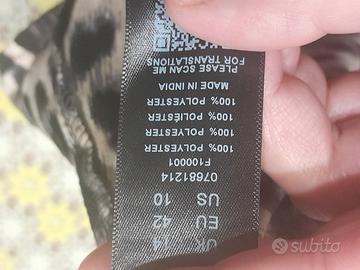 UK 14
EU 42
US 10
07681214
F100001
100% POLYESTER
100% POLYESTER
100% POLIÉSTER
100% POLYESTER
MADE IN INDIA
FOR TRANSLATIONS
PLEASE SCAN ME
subito